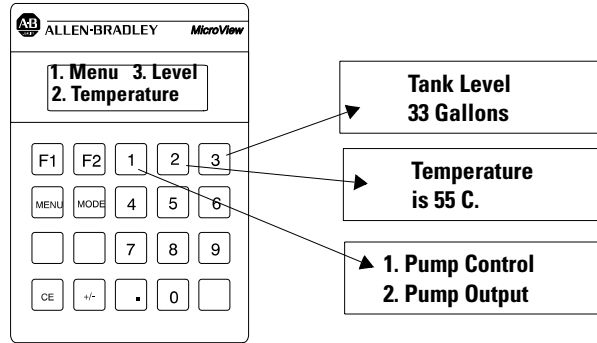 AB
ALLEN-BRADLEY MicroView
1. Menu 3. Level
2. Temperature
F1 F2 1 2 3
MENU MODE 4 5 6
7 8 9
CE +/- . 0
Tank Level
33 Gallons
Temperature
is 55 C.
1. Pump Control
2. Pump Output